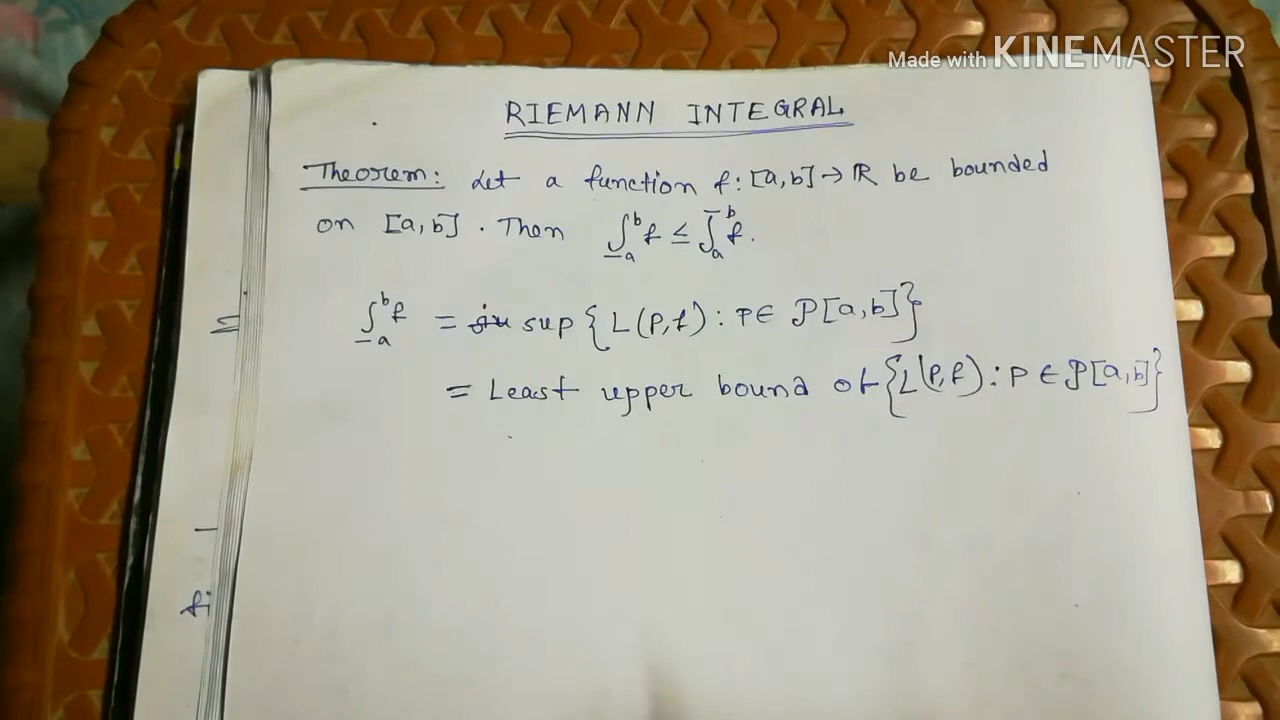 Made with KINEMASTER
RIEMANN INTEGRAL
Theorem: Let a function f: [a,b] → ℝ be bounded
on [a,b]. Then ∫̲ₐᵇ f ≤ ∫̅ₐᵇ f.
∫̲ₐᵇ f = sup {L(P,f) : P ∈ 𝒫[a,b]}
= Least upper bound of {L(P,f) : P ∈ 𝒫[a,b]}
fi